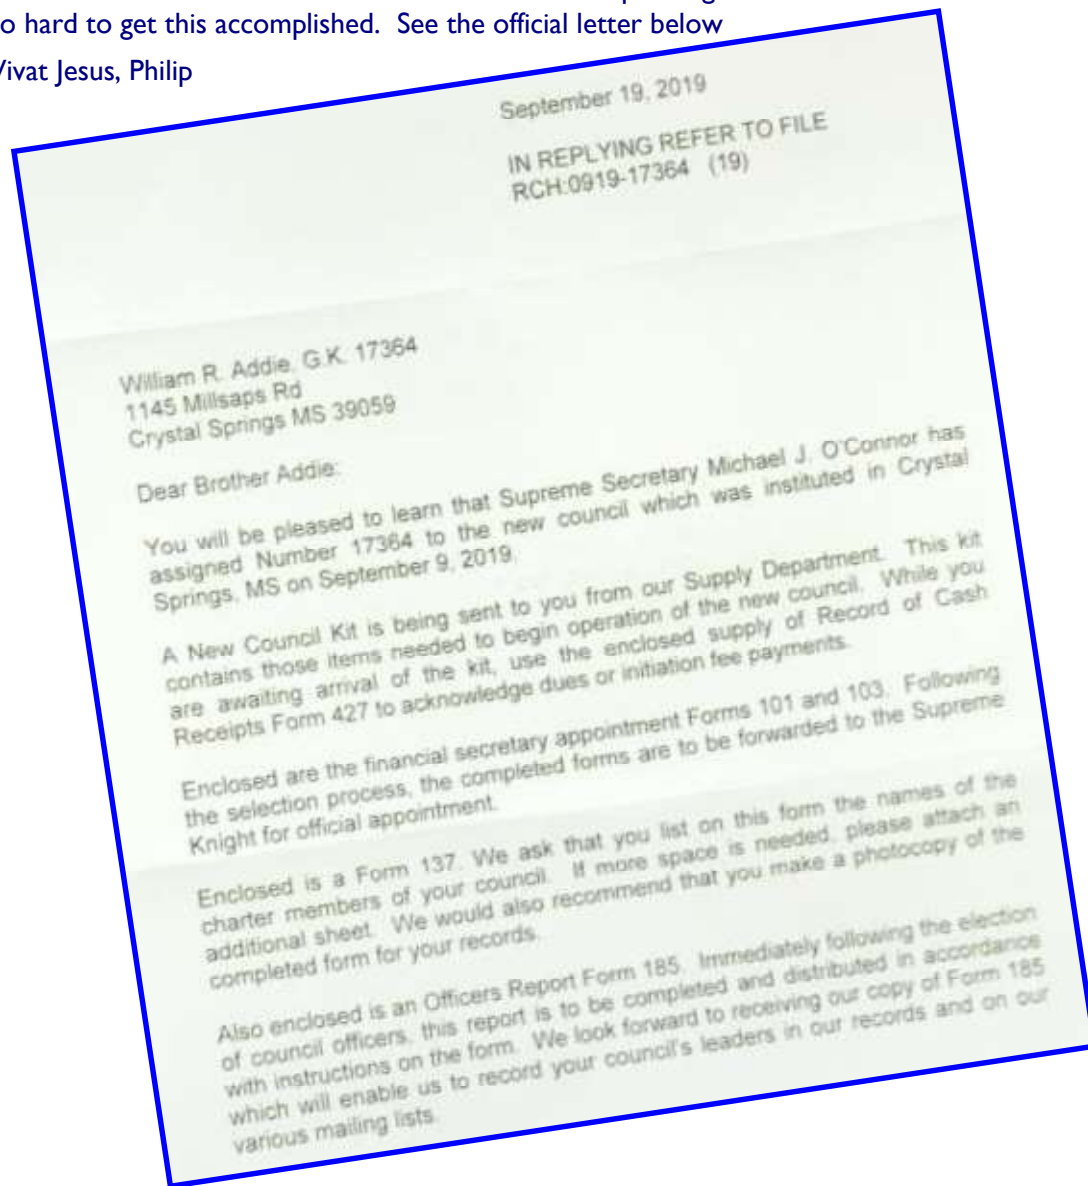 o hard to get this accomplished.  See the official letter below
Vivat Jesus, Philip
September 19, 2019
IN REPLYING REFER TO FILE
RCH:0919-17364 (19)
William R. Addie, G.K. 17364
1145 Millsaps Rd
Crystal Springs MS 39059
Dear Brother Addie:
You will be pleased to learn that Supreme Secretary Michael J. O'Connor has
assigned Number 17364 to the new council which was instituted in Crystal
Springs, MS on September 9, 2019.
A New Council Kit is being sent to you from our Supply Department. This kit
contains those items needed to begin operation of the new council. While you
are awaiting arrival of the kit, use the enclosed supply of Record of Cash
Receipts Form 427 to acknowledge dues or initiation fee payments.
Enclosed are the financial secretary appointment Forms 101 and 103. Following
the selection process, the completed forms are to be forwarded to the Supreme
Knight for official appointment.
Enclosed is a Form 137. We ask that you list on this form the names of the
charter members of your council. If more space is needed, please attach an
additional sheet. We would also recommend that you make a photocopy of the
completed form for your records.
Also enclosed is an Officers Report Form 185. Immediately following the election
of council officers, this report is to be completed and distributed in accordance
with instructions on the form. We look forward to receiving our copy of Form 185
which will enable us to record your council's leaders in our records and on our
various mailing lists.